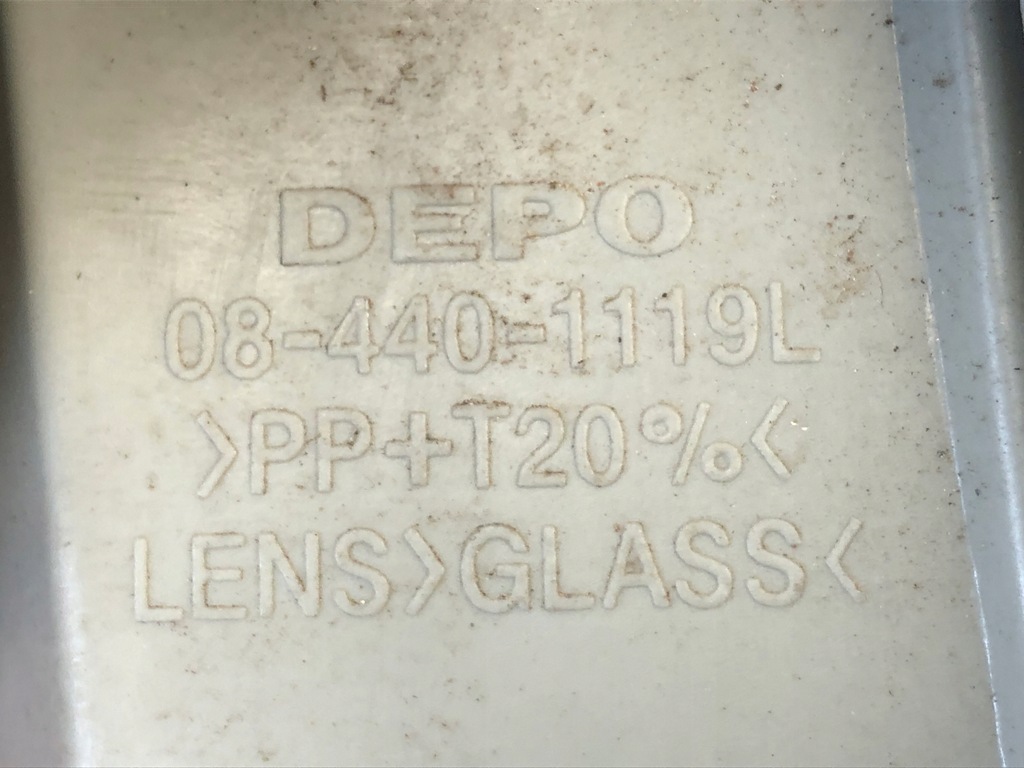 DEPO
08-440-1119L
>PP+T20%<
LENS>GLASS<